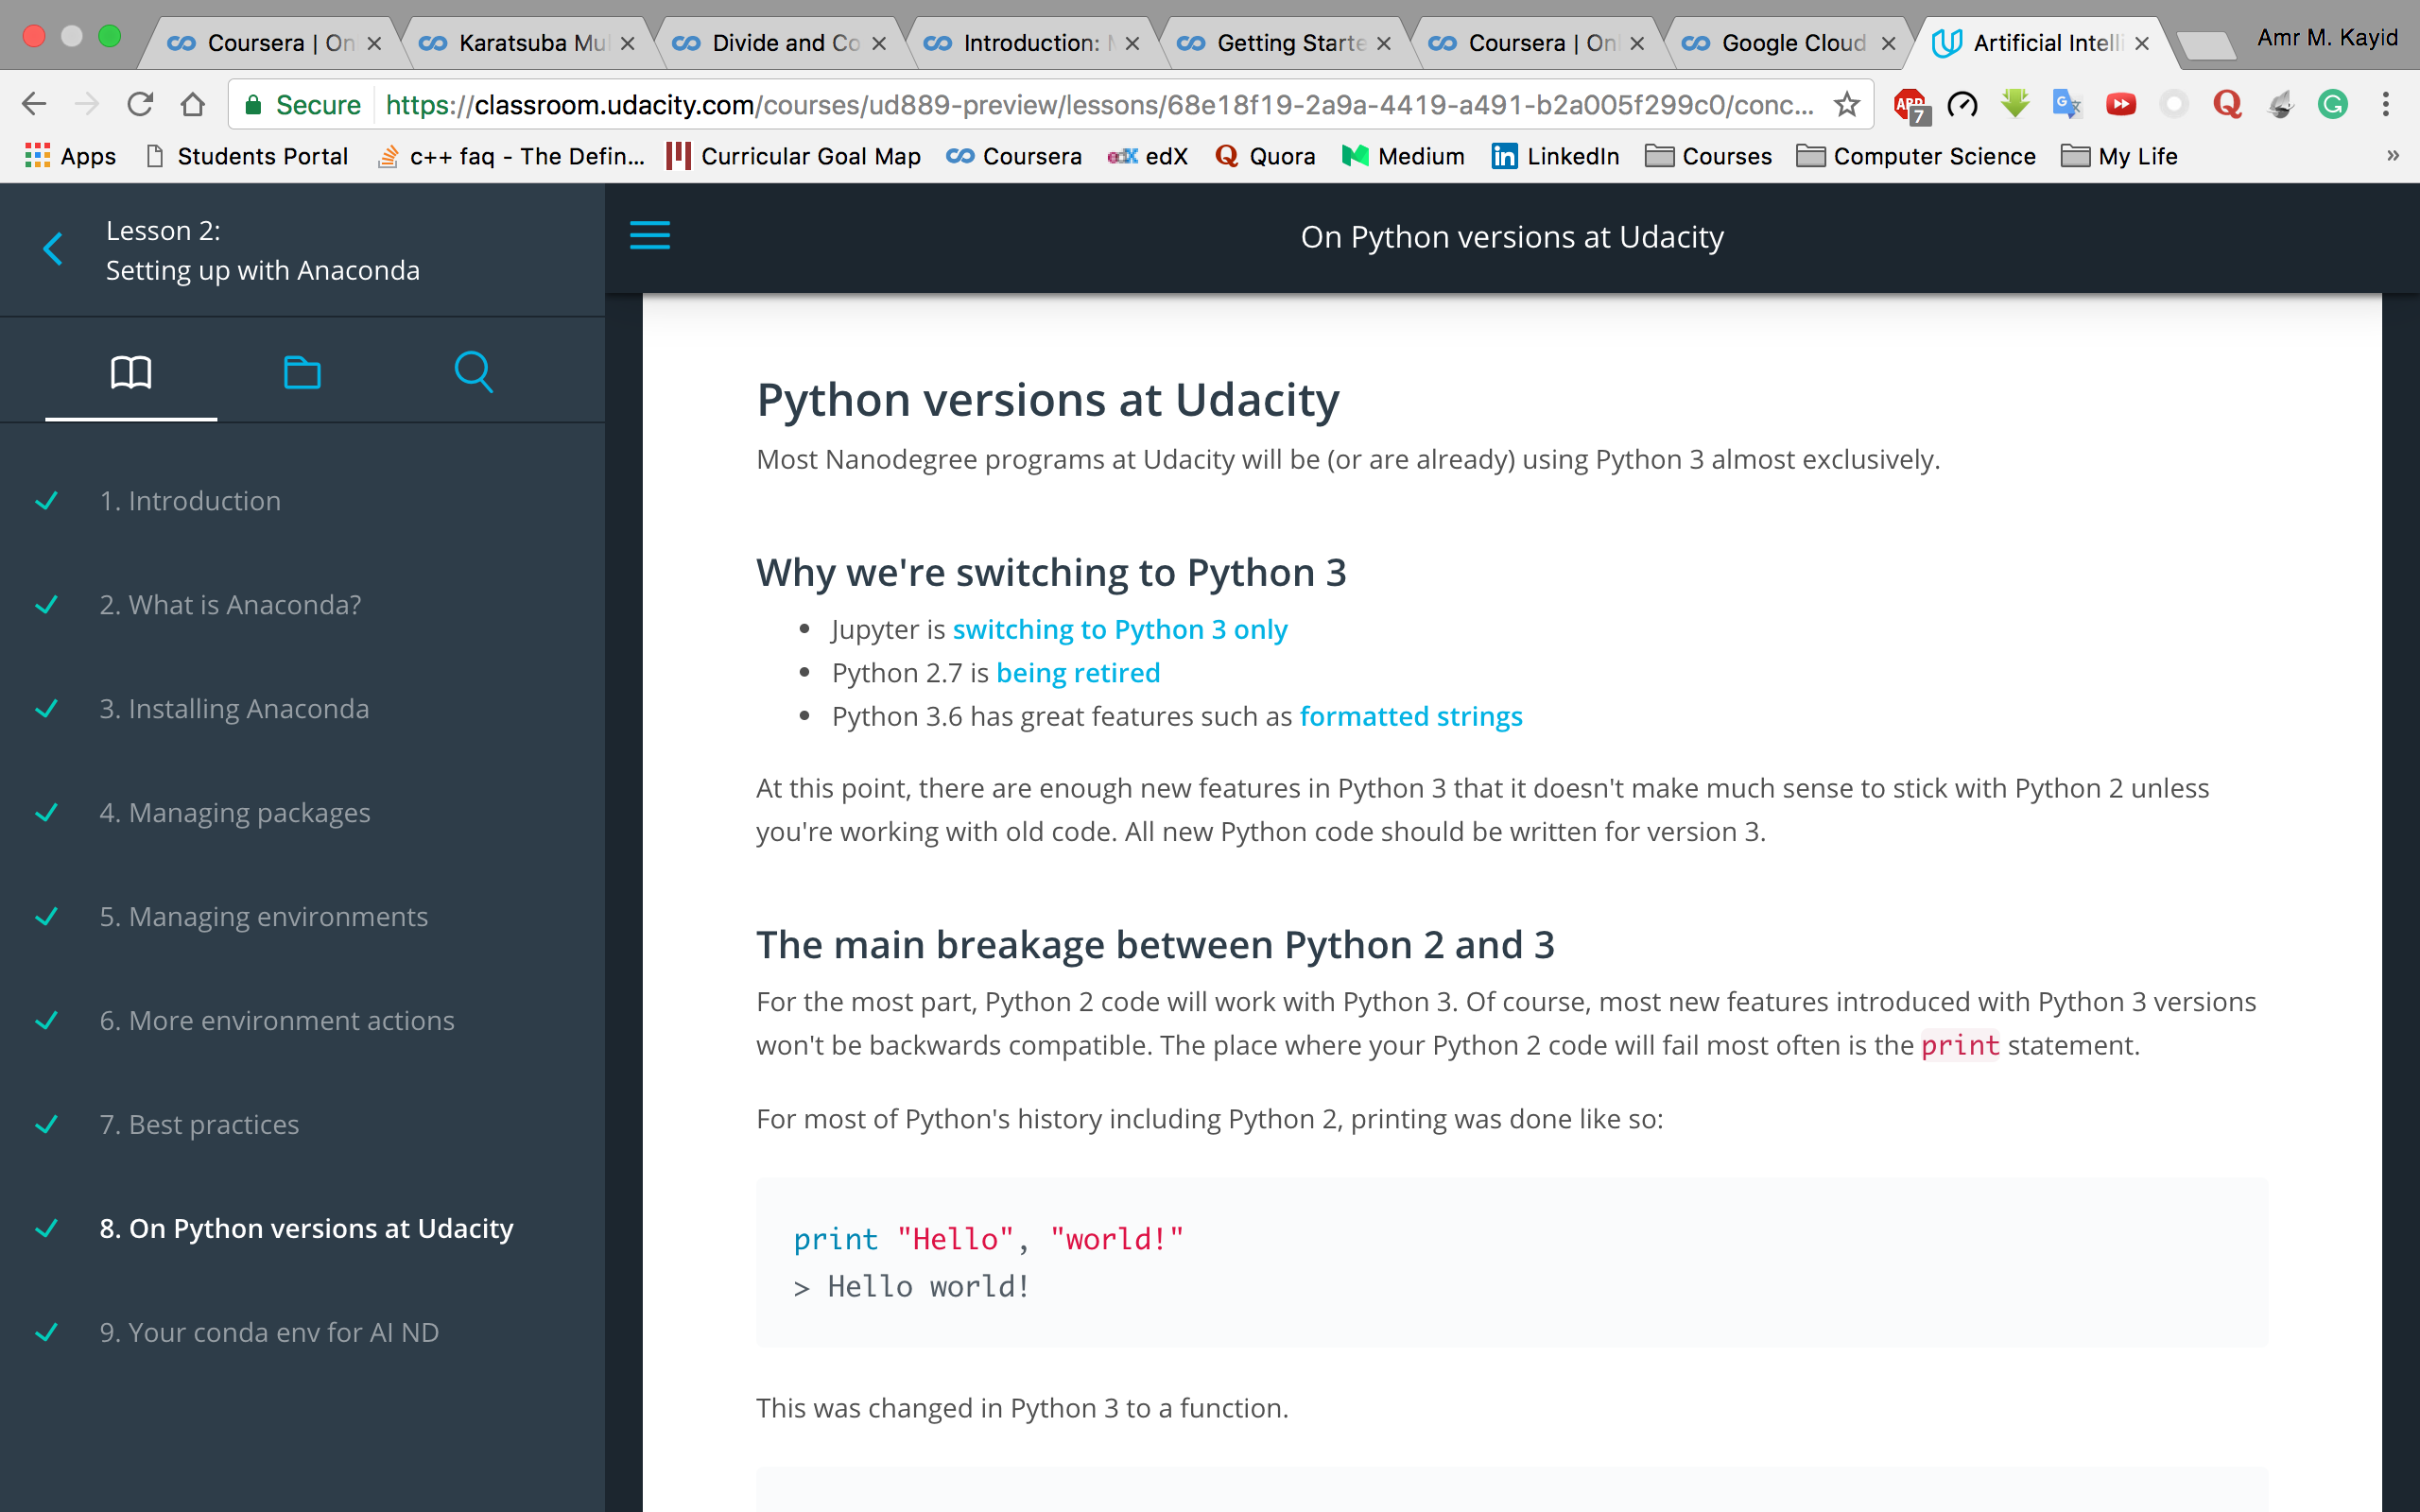 Coursera | On
Karatsuba Mul
Divide and Co
Introduction: M
Getting Starte
Coursera | Onl
Google Cloud
Artificial Intelli
Amr M. Kayid
Secure
https://classroom.udacity.com/courses/ud889-preview/lessons/68e18f19-2a9a-4419-a491-b2a005f299c0/conc...
ABP
7
Apps
Students Portal
c++ faq - The Defin...
Curricular Goal Map
Coursera
edX edX
Quora
Medium
in LinkedIn
Courses
Computer Science
My Life
»
Lesson 2:
Setting up with Anaconda
1. Introduction
2. What is Anaconda?
3. Installing Anaconda
4. Managing packages
5. Managing environments
6. More environment actions
7. Best practices
8. On Python versions at Udacity
9. Your conda env for AI ND
On Python versions at Udacity
Python versions at Udacity
Most Nanodegree programs at Udacity will be (or are already) using Python 3 almost exclusively.
Why we're switching to Python 3
• Jupyter is switching to Python 3 only
• Python 2.7 is being retired
• Python 3.6 has great features such as formatted strings
At this point, there are enough new features in Python 3 that it doesn't make much sense to stick with Python 2 unless
you're working with old code. All new Python code should be written for version 3.
The main breakage between Python 2 and 3
For the most part, Python 2 code will work with Python 3. Of course, most new features introduced with Python 3 versions
won't be backwards compatible. The place where your Python 2 code will fail most often is the print statement.
For most of Python's history including Python 2, printing was done like so:
print "Hello", "world!"
> Hello world!
This was changed in Python 3 to a function.